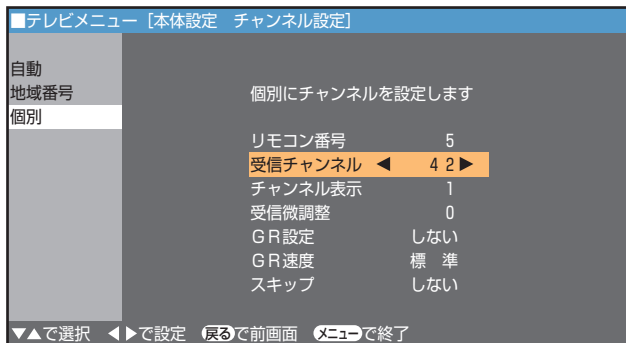 ■テレビメニュー［本体設定　チャンネル設定］
自動
地域番号
個別
個別にチャンネルを設定します
リモコン番号　5
受信チャンネル ◀ 42▶
チャンネル表示　1
受信微調整　0
ＧＲ設定　しない
ＧＲ速度　標　準
スキップ　しない
▼▲で選択　◀▶で設定　戻るで前画面　メニューで終了